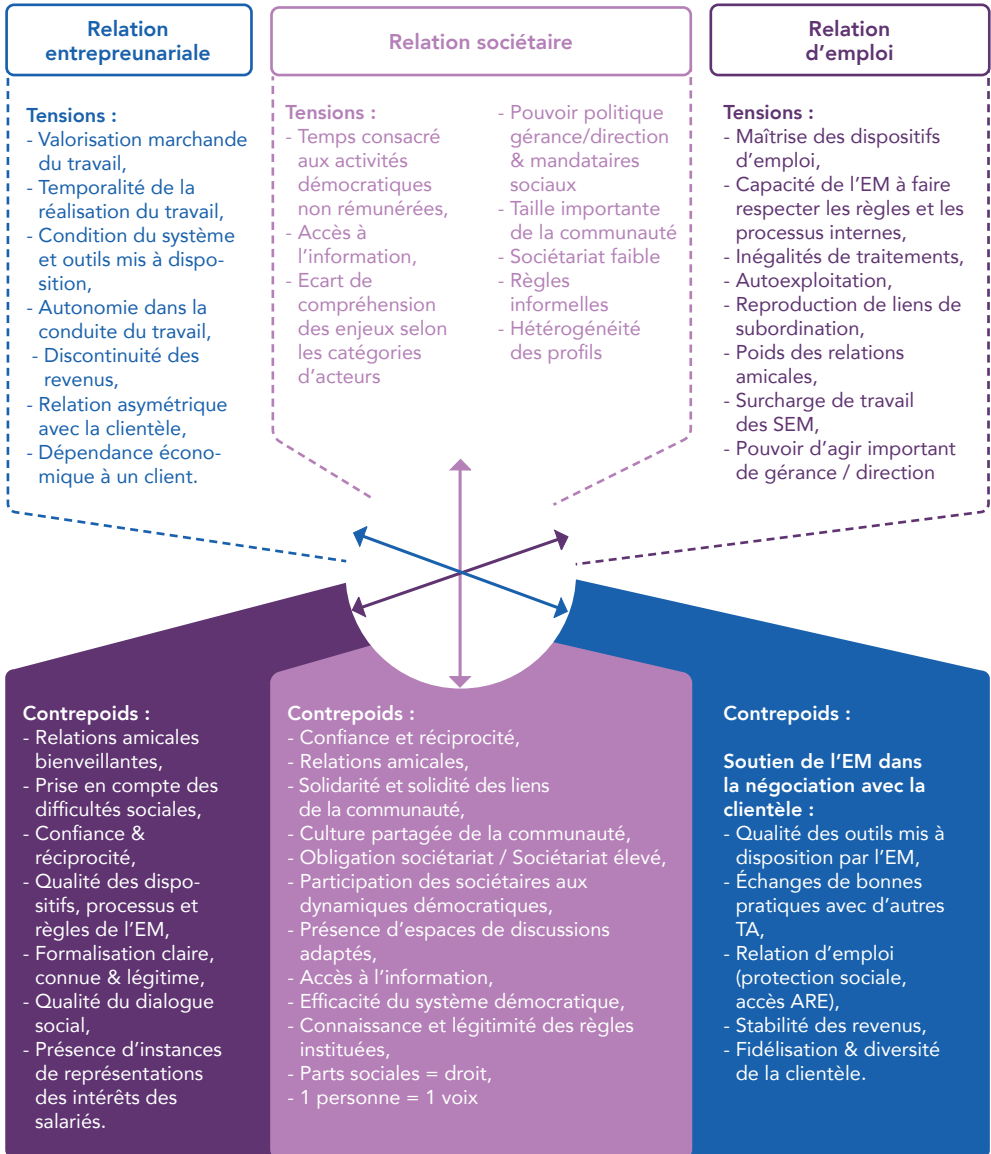 Relation
entrepreunariale
Tensions :
- Valorisation marchande
du travail,
- Temporalité de la
réalisation du travail,
- Condition du système
et outils mis à dispo-
sition,
- Autonomie dans la
conduite du travail,
- Discontinuité des
revenus,
- Relation asymétrique
avec la clientèle,
- Dépendance écono-
mique à un client.
Relation sociétaire
Tensions :
- Temps consacré
aux activités
démocratiques
non rémunérées,
- Accès à
l’information,
- Ecart de
compréhension
des enjeux selon
les catégories
d’acteurs
- Pouvoir politique
gérance/direction
& mandataires
sociaux
- Taille importante
de la communauté
- Sociétariat faible
- Règles
informelles
- Hétérogénéité
des profils
Relation
d’emploi
Tensions :
- Maîtrise des dispositifs
d’emploi,
- Capacité de l’EM à faire
respecter les règles et les
processus internes,
- Inégalités de traitements,
- Autoexploitation,
- Reproduction de liens de
subordination,
- Poids des relations
amicales,
- Surcharge de travail
des SEM,
- Pouvoir d’agir important
de gérance / direction
Contrepoids :
- Relations amicales
bienveillantes,
- Prise en compte des
difficultés sociales,
- Confiance &
réciprocité,
- Qualité des dispo-
sitifs, processus et
règles de l’EM,
- Formalisation claire,
connue & légitime,
- Qualité du dialogue
social,
- Présence d’instances
de représentations
des intérêts des
salariés.
Contrepoids :
- Confiance et réciprocité,
- Relations amicales,
- Solidarité et solidité des liens
de la communauté,
- Culture partagée de la communauté,
- Obligation sociétariat / Sociétariat élevé,
- Participation des sociétaires aux
dynamiques démocratiques,
- Présence d’espaces de discussions
adaptés,
- Accès à l’information,
- Efficacité du système démocratique,
- Connaissance et légitimité des règles
instituées,
- Parts sociales = droit,
- 1 personne = 1 voix
Contrepoids :
Soutien de l’EM dans
la négociation avec la
clientèle :
- Qualité des outils mis à
disposition par l’EM,
- Échanges de bonnes
pratiques avec d’autres
TA,
- Relation d’emploi
(protection sociale,
accès ARE),
- Stabilité des revenus,
- Fidélisation & diversité
de la clientèle.